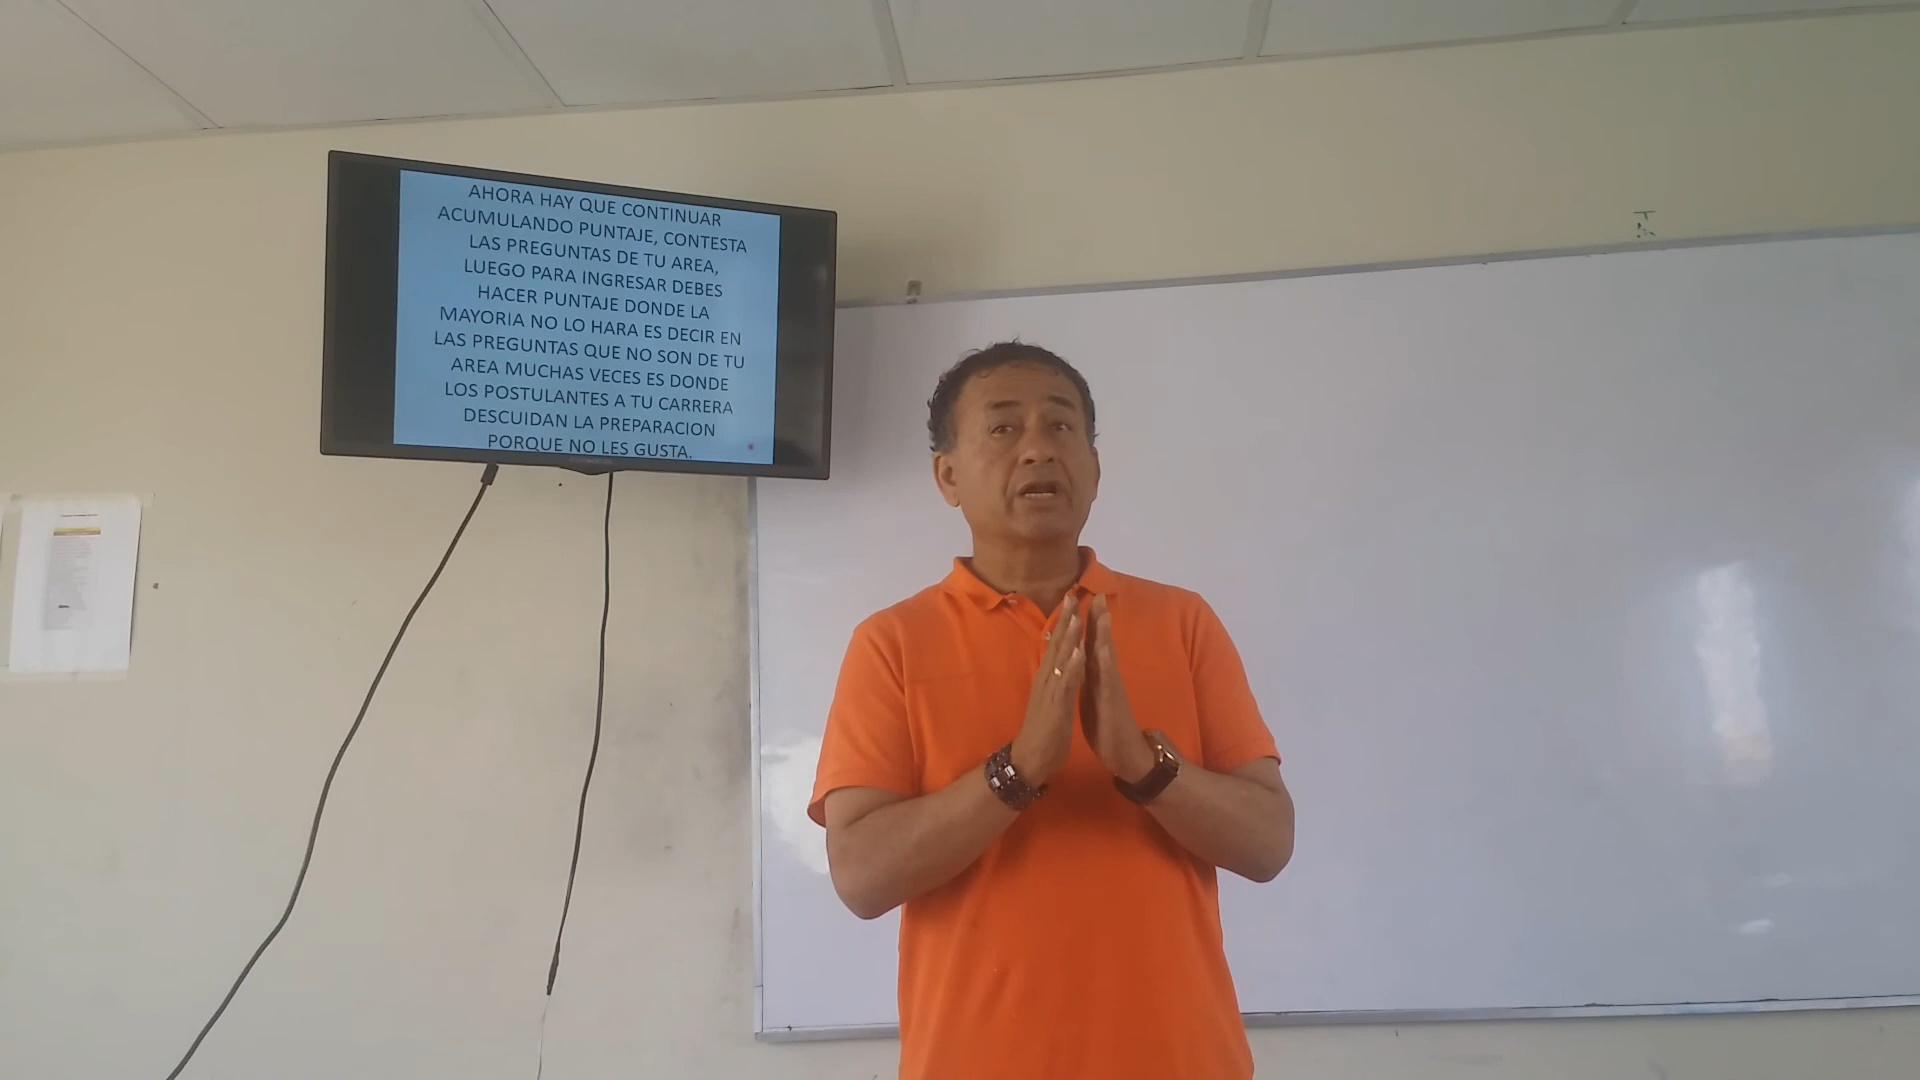 AHORA HAY QUE CONTINUAR
ACUMULANDO PUNTAJE, CONTESTA
LAS PREGUNTAS DE TU AREA,
LUEGO PARA INGRESAR DEBES
HACER PUNTAJE DONDE LA
MAYORIA NO LO HARA ES DECIR EN
LAS PREGUNTAS QUE NO SON DE TU
AREA MUCHAS VECES ES DONDE
LOS POSTULANTES A TU CARRERA
DESCUIDAN LA PREPARACION
PORQUE NO LES GUSTA.